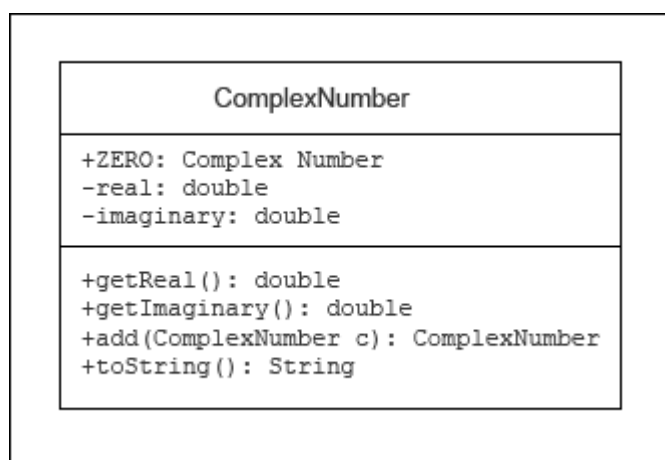 ComplexNumber
+ZERO: Complex Number
-real: double
-imaginary: double
+getReal(): double
+getImaginary(): double
+add(ComplexNumber c): ComplexNumber
+toString(): String